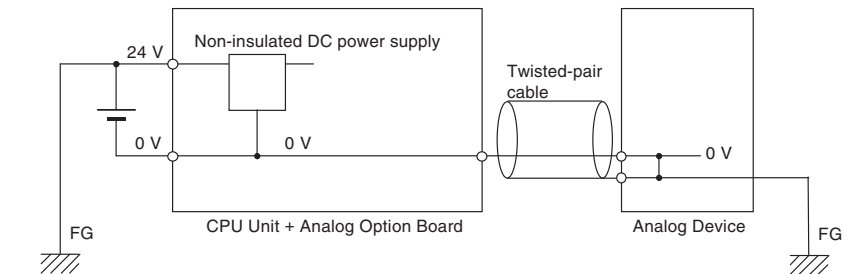 24 V
Non-insulated DC power supply
Twisted-pair
cable
0 V
0 V
0 V
FG
CPU Unit + Analog Option Board
Analog Device
FG